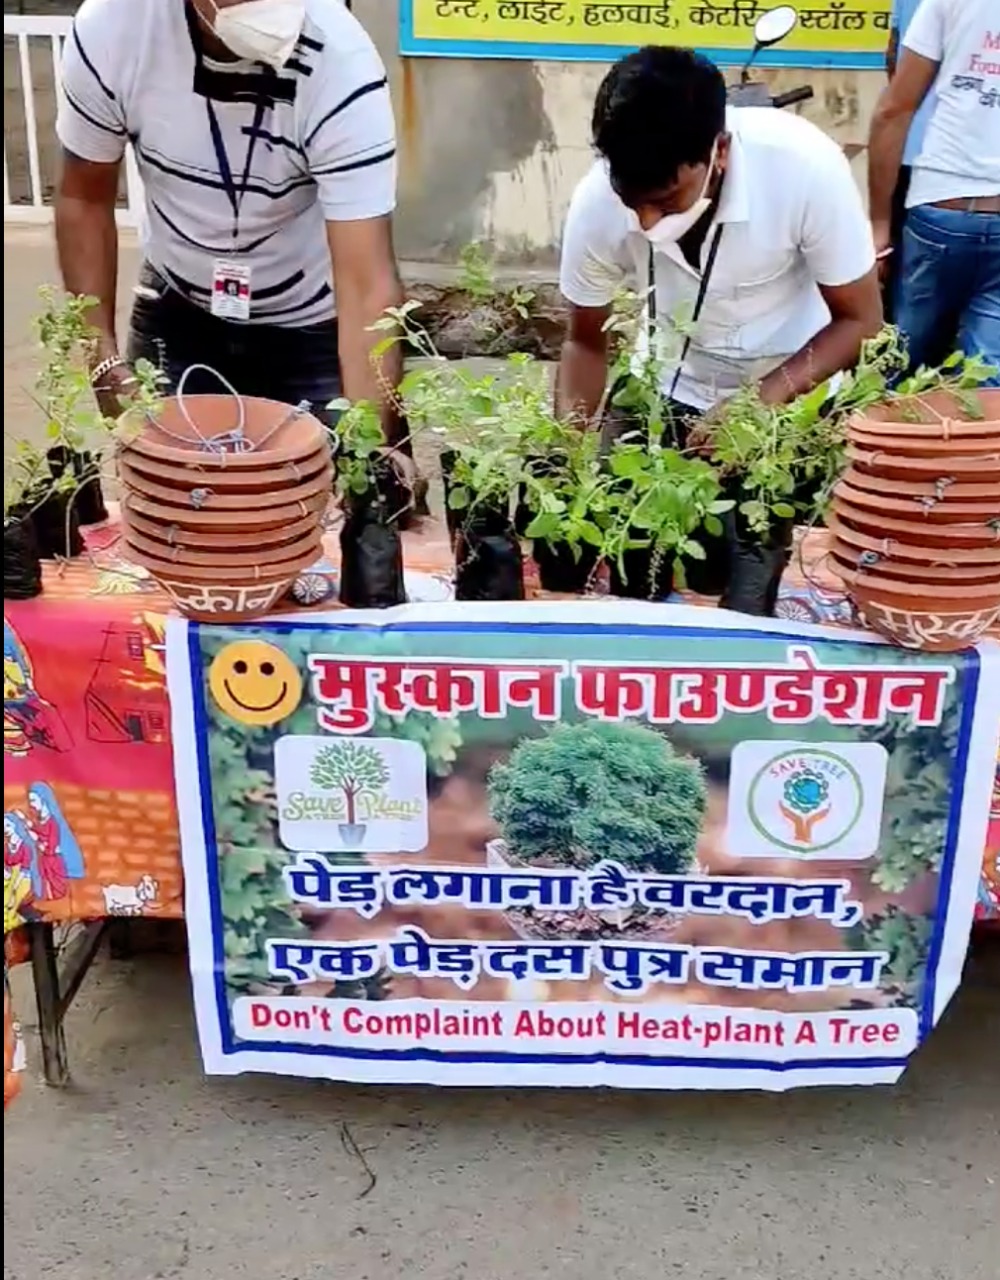 टेन्ट, लाईट, हलवाई, केटरिंग स्टॉल व
मुस्कान फाउण्डेशन
Save Plant
SAVE TREE
पेड़ लगाना है वरदान,
एक पेड़ दस पुत्र समान
Don't Complaint About Heat-plant A Tree